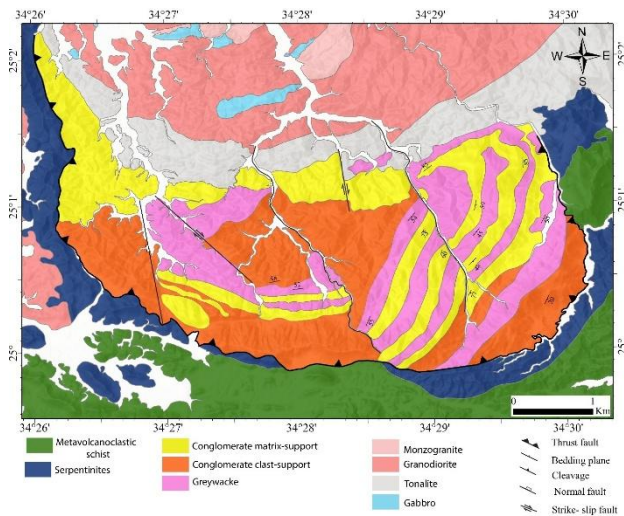 34°26' 34°27' 34°28' 34°29' 34°30'
N
W E
S
25°2' 25°2'
25°1' 25°1'
25° 25°
0 1
Km
34°26' 34°27' 34°28' 34°29' 34°30'
Metavolcanoclastic
schist
Serpentinites
Conglomerate matrix-support
Conglomerate clast-support
Greywacke
Monzogranite
Granodiorite
Tonalite
Gabbro
Thrust fault
Bedding plane
Cleavage
Normal fault
Strike- slip fault